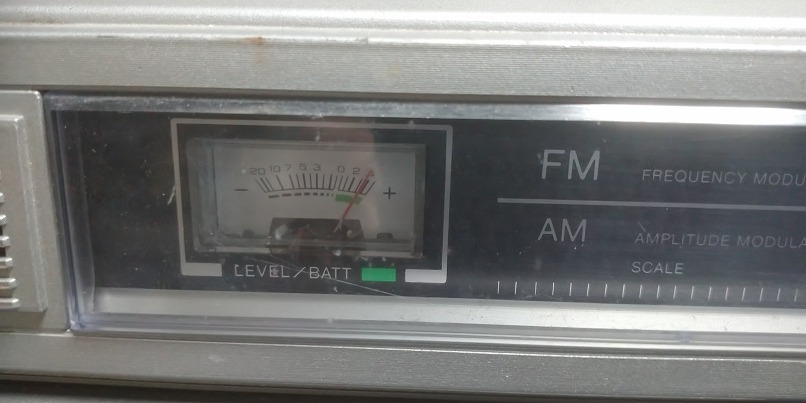 20 10 7 5 3 0 2
- +
LEVEL/BATT
FM FREQUENCY MODU
AM AMPLITUDE MODULA
SCALE